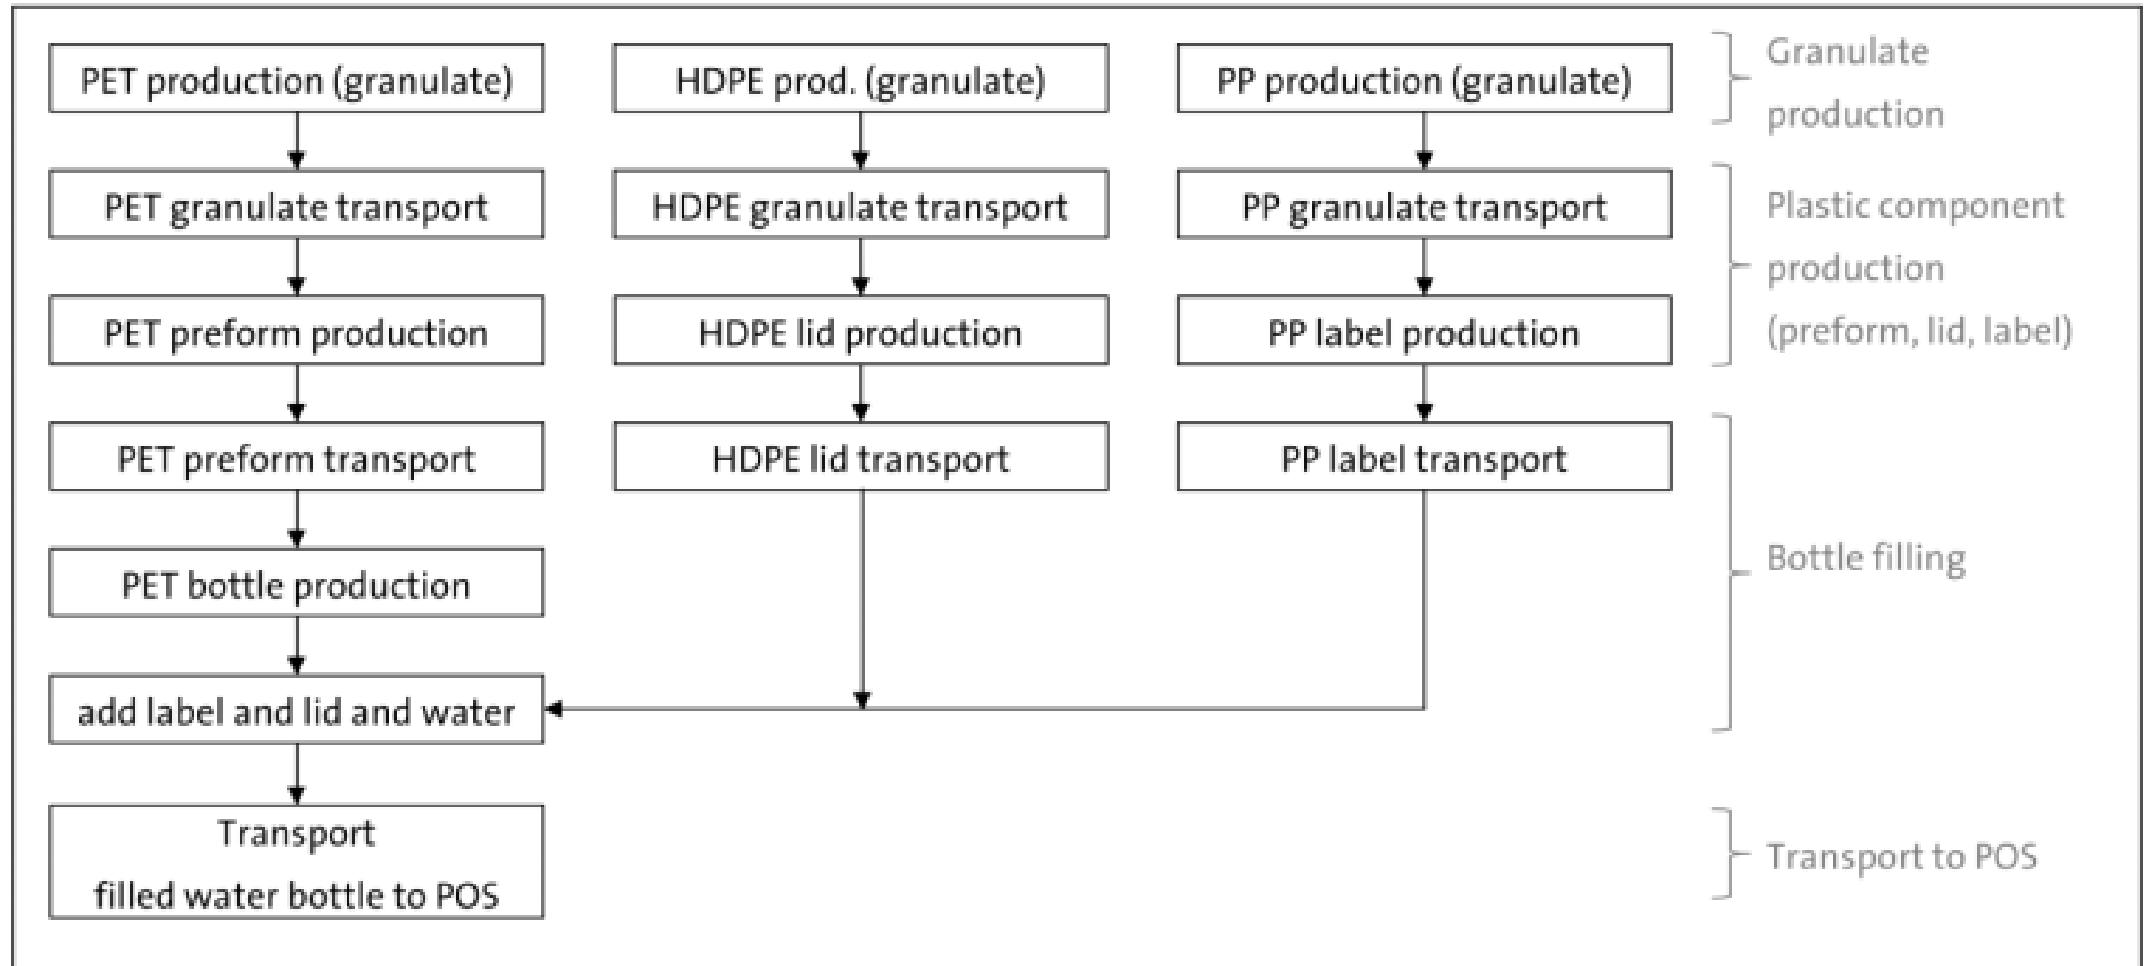 PET production (granulate)
HDPE prod. (granulate)
PP production (granulate)
Granulate
production
PET granulate transport
HDPE granulate transport
PP granulate transport
Plastic component
production
(preform, lid, label)
PET preform production
HDPE lid production
PP label production
PET preform transport
HDPE lid transport
PP label transport
Bottle filling
PET bottle production
add label and lid and water
Transport
filled water bottle to POS
Transport to POS